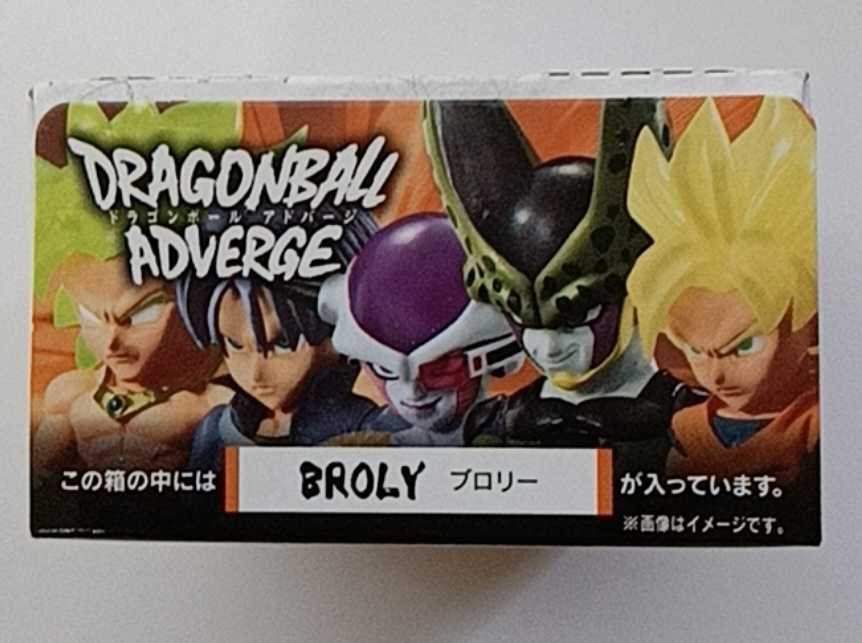 DRAGONBALL
ドラゴンボール アドバージ
ADVERGE
この箱の中には BROLY ブロリー が入っています。
※画像はイメージです。